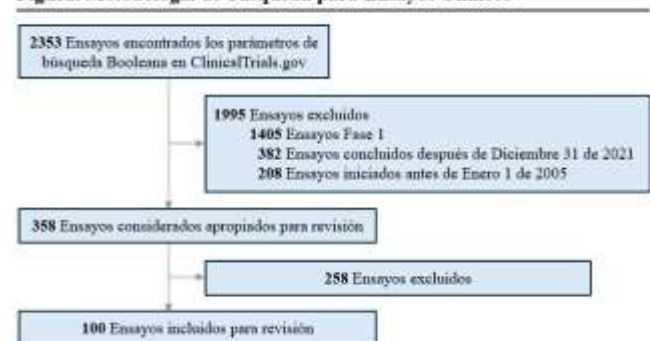 2353 Ensayos encontrados los parámetros de
búsqueda Booleana en ClinicalTrials.gov
1995 Ensayos excluidos
1405 Ensayos Fase 1
382 Ensayos concluidos después de Diciembre 31 de 2021
208 Ensayos iniciados antes de Enero 1 de 2005
358 Ensayos considerados apropiados para revisión
258 Ensayos excluidos
100 Ensayos incluidos para revisión